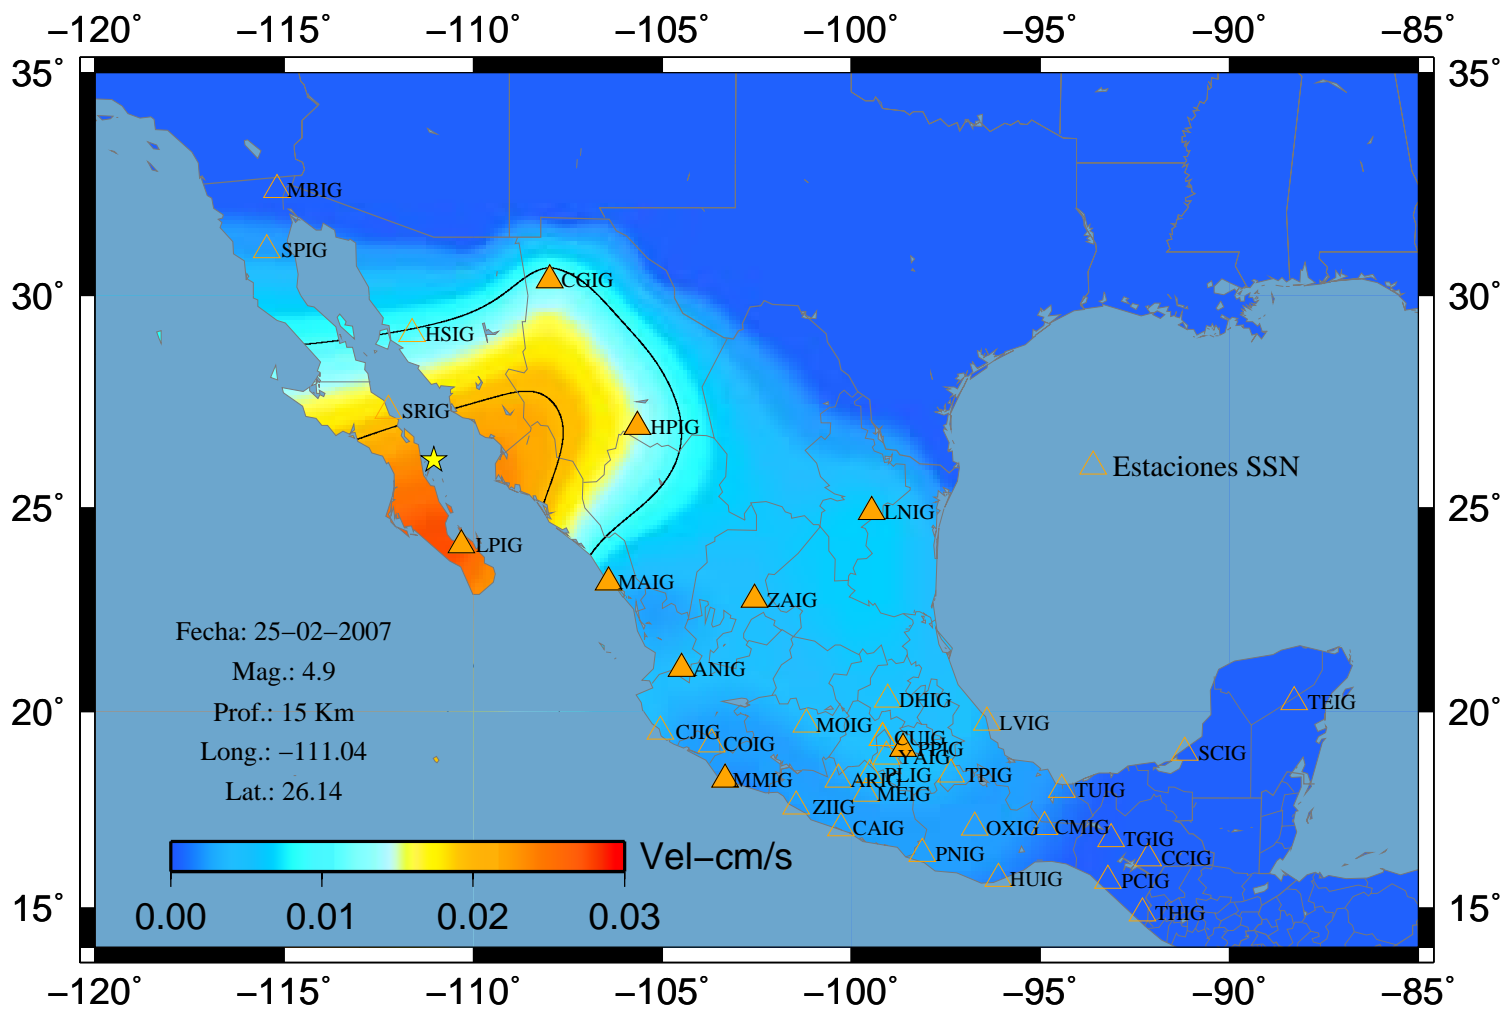 −120° −115° −110° −105° −100° −95° −90° −85°
35° 35°
MBIG
SPIG
CGIG
30° 30°
HSIG
SRIG
HPIG
Estaciones SSN
25° 25°
LNIG
LPIG
MAIG
ZAIG
Fecha: 25−02−2007
Mag.: 4.9
Prof.: 15 Km
Long.: −111.04
Lat.: 26.14
ANIG
DHIG
TEIG
20° 20°
MOIG
LVIG
CJIG
CUIG
COIG
PPIG
SCIG
YAIG
MMIG
ARIG
PLIG
TPIG
MEIG
TUIG
ZIIG
CAIG
OXIG
CMIG
TGIG
PNIG
CCIG
HUIG
PCIG
THIG
Vel−cm/s
0.00 0.01 0.02 0.03
15° 15°
−120° −115° −110° −105° −100° −95° −90° −85°